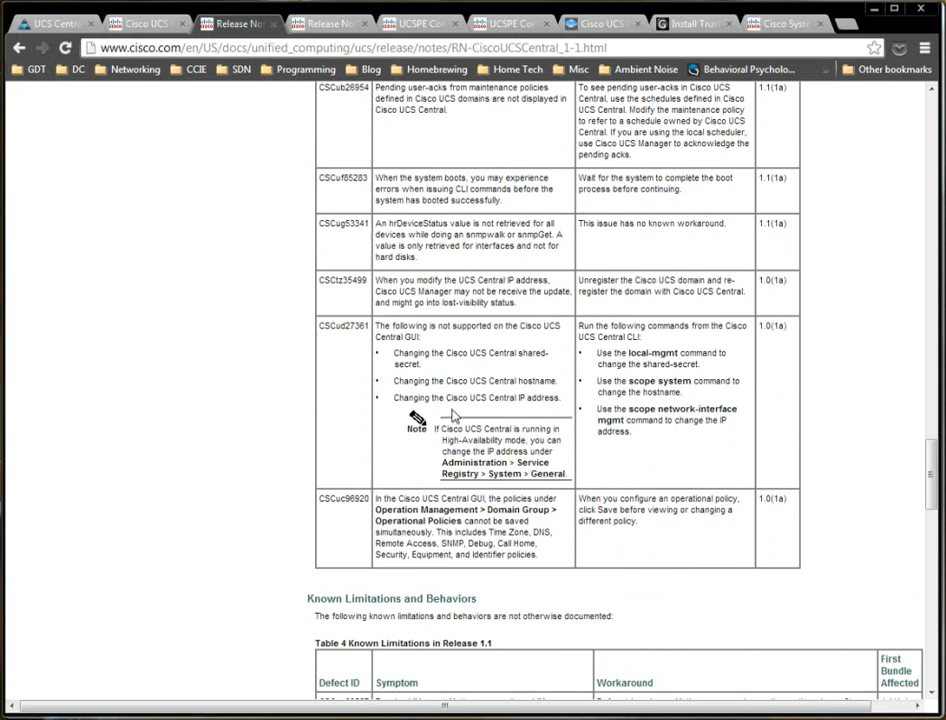 UCS Centr
Cisco UCS
Release No
Release No
UCSPE Co
UCSPE Co
Cisco UCS
Install Trus
Cisco Syste
www.cisco.com/en/US/docs/unified_computing/ucs/release/notes/RN-CiscoUCSCentral_1-1.html
GDT DC Networking CCIE SDN Programming Blog Homebrewing Home Tech Misc Ambient Noise Behavioral Psycholo... Other bookmarks
CSCub26954
Pending user-acks from maintenance policies
defined in Cisco UCS domains are not displayed in
Cisco UCS Central.
To see pending user-acks in Cisco UCS
Central, use the schedules defined in Cisco
UCS Central. Modify the maintenance policy
to refer to a schedule owned by Cisco UCS
Central. If you are using the local scheduler,
use Cisco UCS Manager to acknowledge the
pending acks.
1.1(1a)
CSCuf85283
When the system boots, you may experience
errors when issuing CLI commands before the
system has booted successfully.
Wait for the system to complete the boot
process before continuing.
1.1(1a)
CSCug53341
An hrDeviceStatus value is not retrieved for all
devices while doing an snmpwalk or snmpGet. A
value is only retrieved for interfaces and not for
hard disks.
This issue has no known workaround.
1.1(1a)
CSCtz35499
When you modify the UCS Central IP address,
Cisco UCS Manager may not be receive the update,
and might go into lost-visibility status.
Unregister the Cisco UCS domain and re-
register the domain with Cisco UCS Central.
1.0(1a)
CSCud27361
The following is not supported on the Cisco UCS
Central GUI:
• Changing the Cisco UCS Central shared-
secret.
• Changing the Cisco UCS Central hostname.
• Changing the Cisco UCS Central IP address.
Note If Cisco UCS Central is running in
High-Availability mode, you can
change the IP address under
Administration > Service
Registry > System > General.
Run the following commands from the Cisco
UCS Central CLI:
• Use the local-mgmt command to
change the shared-secret.
• Use the scope system command to
change the hostname.
• Use the scope network-interface
mgmt command to change the IP
address.
1.0(1a)
CSCuc96920
In the Cisco UCS Central GUI, the policies under
Operation Management > Domain Group >
Operational Policies cannot be saved
simultaneously. This includes Time Zone, DNS,
Remote Access, SNMP, Debug, Call Home,
Security, Equipment, and Identifier policies.
When you configure an operational policy,
click Save before viewing or changing a
different policy.
1.0(1a)
Known Limitations and Behaviors
The following known limitations and behaviors are not otherwise documented:
Table 4 Known Limitations in Release 1.1
Defect ID
Symptom
Workaround
First
Bundle
Affected